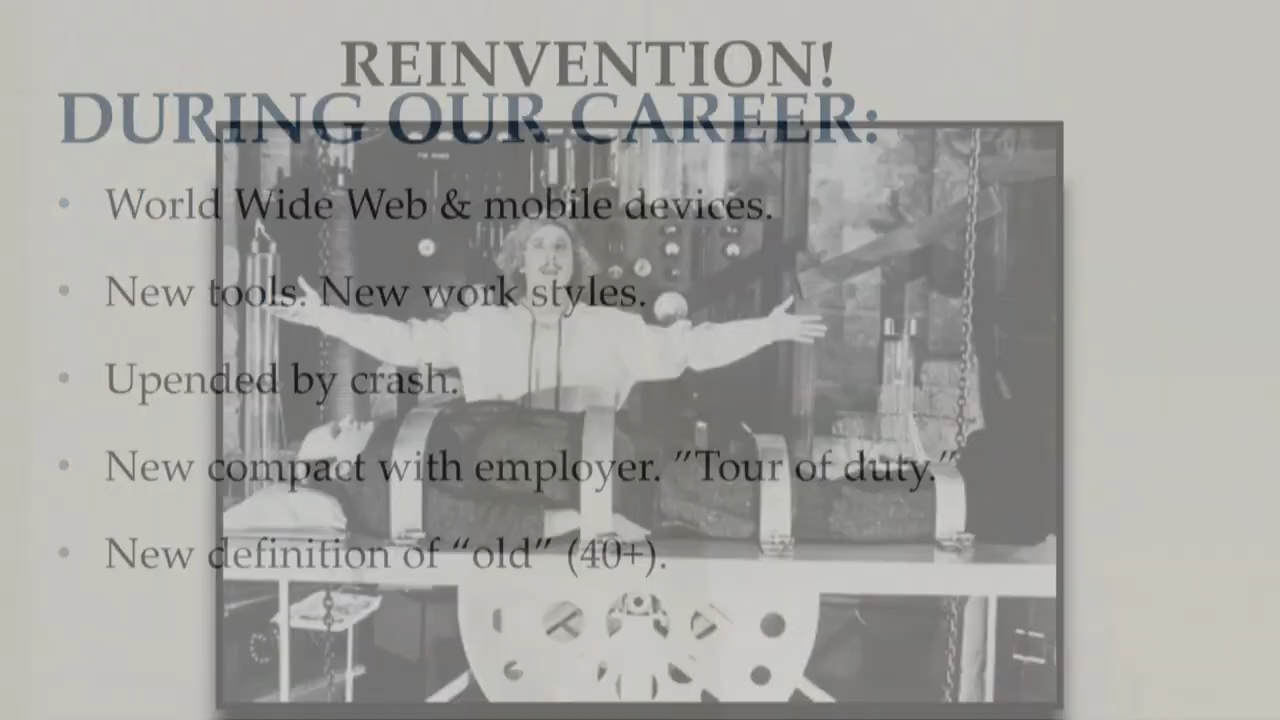 REINVENTION!
DURING OUR CAREER:
• World Wide Web & mobile devices.
• New tools. New work styles.
• Upended by crash.
• New compact with employer. ”Tour of duty.”
• New definition of “old” (40+).